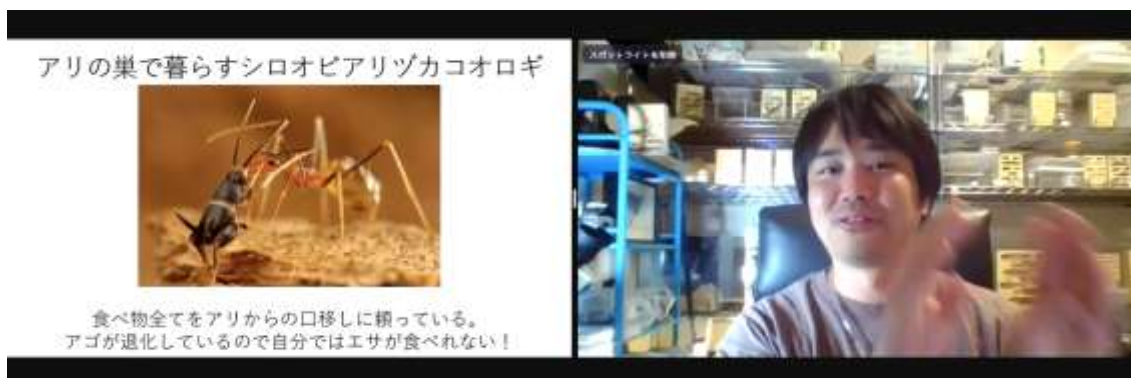 アリの巣で暮らすシロオビアリヅカコオロギ
食べ物全てをアリからの口移しに頼っている。
アゴが退化しているので自分ではエサが食べれない！